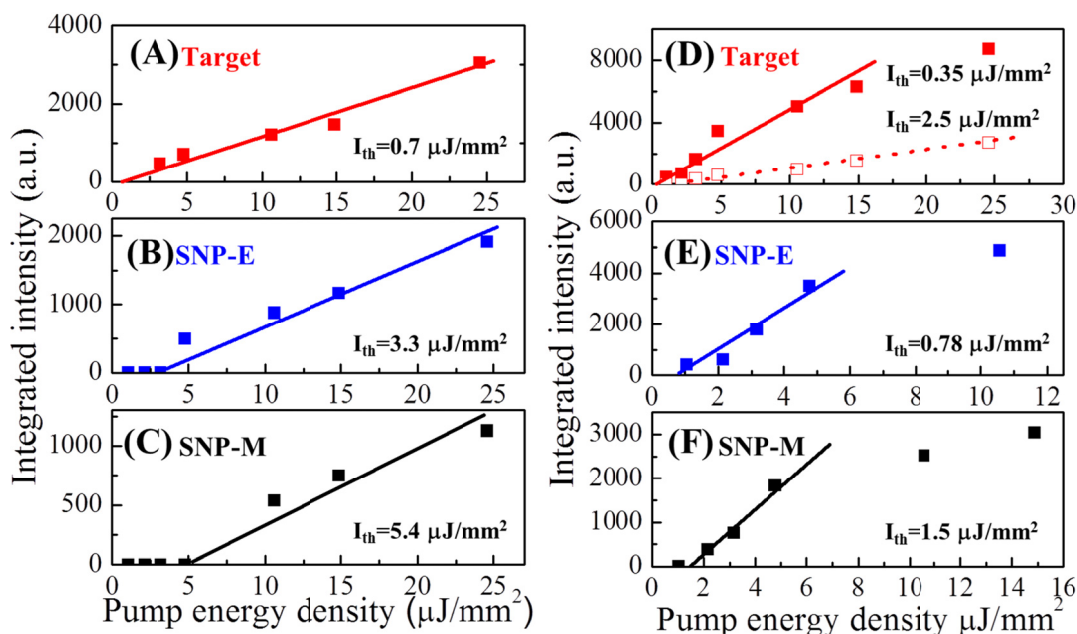 Integrated intensity (a.u.)
4000
2000
0
(A) Target
I_th=0.7 μJ/mm²
0 5 10 15 20 25
2000
1000
0
(B) SNP-E
I_th=3.3 μJ/mm²
0 5 10 15 20 25
1000
500
0
(C) SNP-M
I_th=5.4 μJ/mm²
0 5 10 15 20 25
Pump energy density (μJ/mm²)
Integrated intensity (a.u.)
8000
4000
0
(D) Target
I_th=0.35 μJ/mm²
I_th=2.5 μJ/mm²
0 5 10 15 20 25 30
6000
4000
2000
0
(E) SNP-E
I_th=0.78 μJ/mm²
0 2 4 6 8 10 12
3000
2000
1000
0
(F) SNP-M
I_th=1.5 μJ/mm²
0 2 4 6 8 10 12 14 16
Pump energy density (μJ/mm²